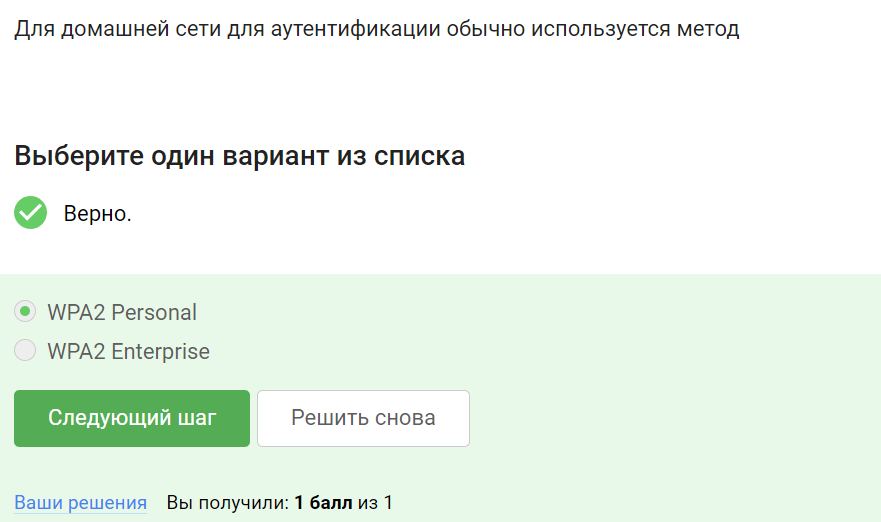 Для домашней сети для аутентификации обычно используется метод
Выберите один вариант из списка
Верно.
WPA2 Personal
WPA2 Enterprise
Следующий шаг
Решить снова
Ваши решения Вы получили: 1 балл из 1